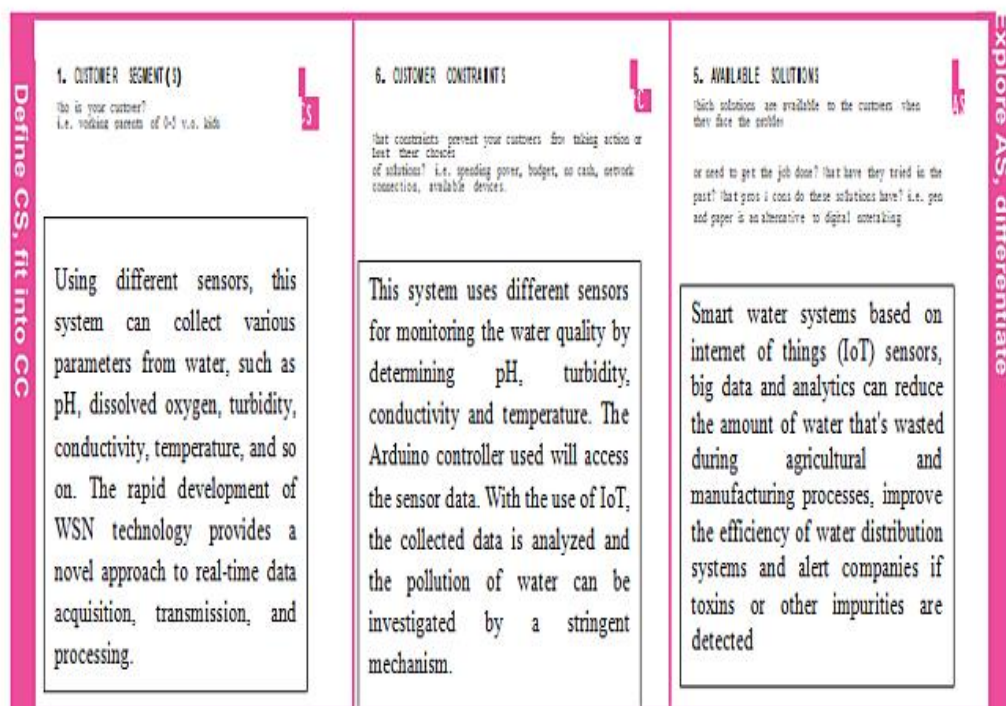 Define CS, fit into CC
1. CUSTOMER SEGMENT(S)
CS
Who is your customer?
i.e. working parents of 0-5 y.o. kids
Using different sensors, this
system can collect various
parameters from water, such as
pH, dissolved oxygen, turbidity,
conductivity, temperature, and so
on. The rapid development of
WSN technology provides a
novel approach to real-time data
acquisition, transmission, and
processing.
6. CUSTOMER CONSTRAINTS
What constraints prevent your customers from taking action or
limit their choices
of solutions? i.e. spending power, budget, no cash, network
connection, available devices.
This system uses different sensors
for monitoring the water quality by
determining pH, turbidity,
conductivity and temperature. The
Arduino controller used will access
the sensor data. With the use of IoT,
the collected data is analyzed and
the pollution of water can be
investigated by a stringent
mechanism.
5. AVAILABLE SOLUTIONS
AS
Which solutions are available to the customers when
they face the problem
or need to get the job done? What have they tried in the
past? What pros & cons do these solutions have? i.e. pen
and paper is an alternative to digital notetaking
Smart water systems based on
internet of things (IoT) sensors,
big data and analytics can reduce
the amount of water that's wasted
during agricultural and
manufacturing processes, improve
the efficiency of water distribution
systems and alert companies if
toxins or other impurities are
detected
Explore AS, differentiate